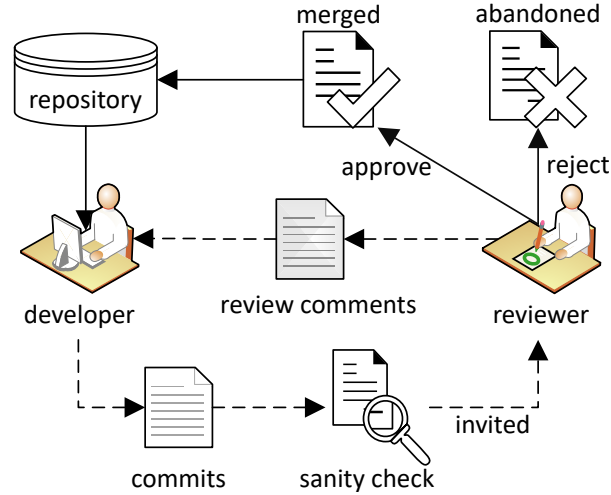 merged
abandoned
repository
approve
reject
developer
review comments
reviewer
invited
commits
sanity check